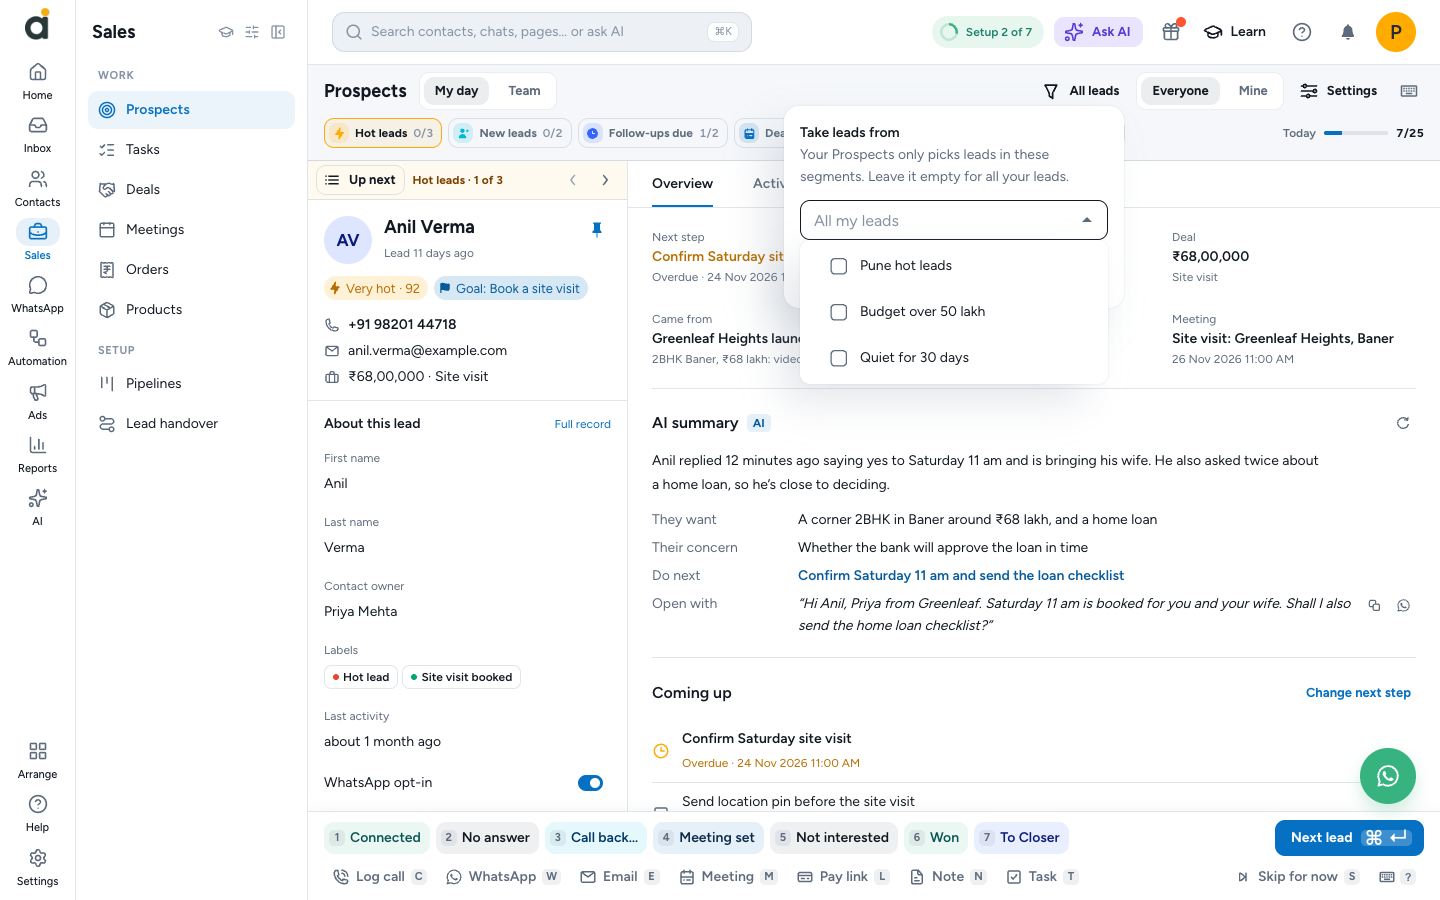 Home
Inbox
Contacts
Sales
WhatsApp
Automation
Ads
Reports
AI
Arrange
Help
Settings
Sales
WORK
Prospects
Tasks
Deals
Meetings
Orders
Products
SETUP
Pipelines
Lead handover
Search contacts, chats, pages... or ask AI
⌘K
Setup 2 of 7
Ask AI
Learn
P
Prospects
My day
Team
All leads
Everyone
Mine
Settings
Hot leads 0/3
New leads 0/2
Follow-ups due 1/2
Today
7/25
Take leads from
Your Prospects only picks leads in these
segments. Leave it empty for all your leads.
All my leads
Pune hot leads
Budget over 50 lakh
Quiet for 30 days
Up next
Hot leads · 1 of 3
AV
Anil Verma
Lead 11 days ago
Very hot · 92
Goal: Book a site visit
+91 98201 44718
anil.verma@example.com
₹68,00,000 · Site visit
About this lead
Full record
First name
Anil
Last name
Verma
Contact owner
Priya Mehta
Labels
Hot lead
Site visit booked
Last activity
about 1 month ago
WhatsApp opt-in
Overview
Next step
Confirm Saturday
Overdue · 24 Nov 2026
Came from
Greenleaf Heights
2BHK Baner, ₹68 lakh:
Deal
₹68,00,000
Site visit
Meeting
Site visit: Greenleaf Heights, Baner
26 Nov 2026 11:00 AM
AI summary
AI
Anil replied 12 minutes ago saying yes to Saturday 11 am and is bringing his wife. He also asked twice about
a home loan, so he’s close to deciding.
They want
A corner 2BHK in Baner around ₹68 lakh, and a home loan
Their concern
Whether the bank will approve the loan in time
Do next
Confirm Saturday 11 am and send the loan checklist
Open with
“Hi Anil, Priya from Greenleaf. Saturday 11 am is booked for you and your wife. Shall I also
send the home loan checklist?”
Coming up
Change next step
Confirm Saturday site visit
Overdue · 24 Nov 2026 11:00 AM
Send location pin before the site visit
1 Connected
2 No answer
3 Call back...
4 Meeting set
5 Not interested
6 Won
7 To Closer
Next lead ⌘ ↵
Log call C
WhatsApp W
Email E
Meeting M
Pay link L
Note N
Task T
Skip for now S
?